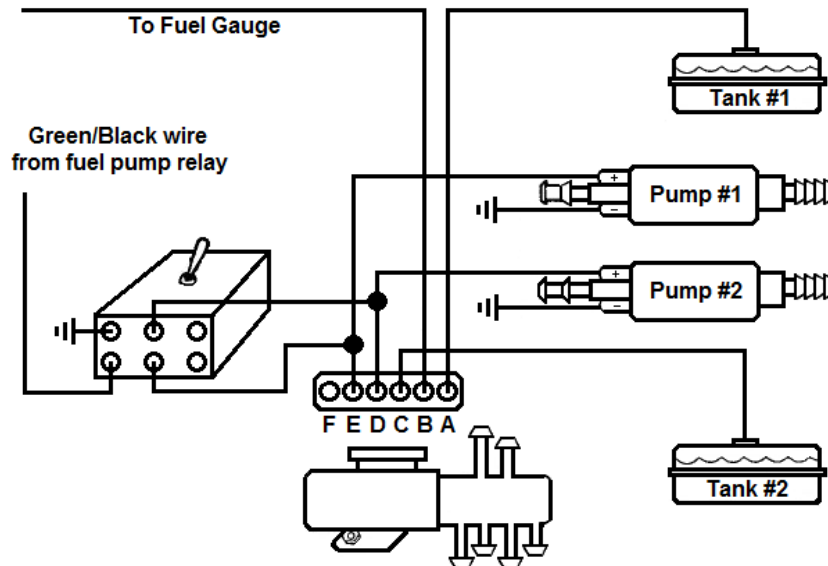 To Fuel Gauge
Tank #1
Green/Black wire
from fuel pump relay
+
Pump #1
−
+
Pump #2
−
F E D C B A
Tank #2